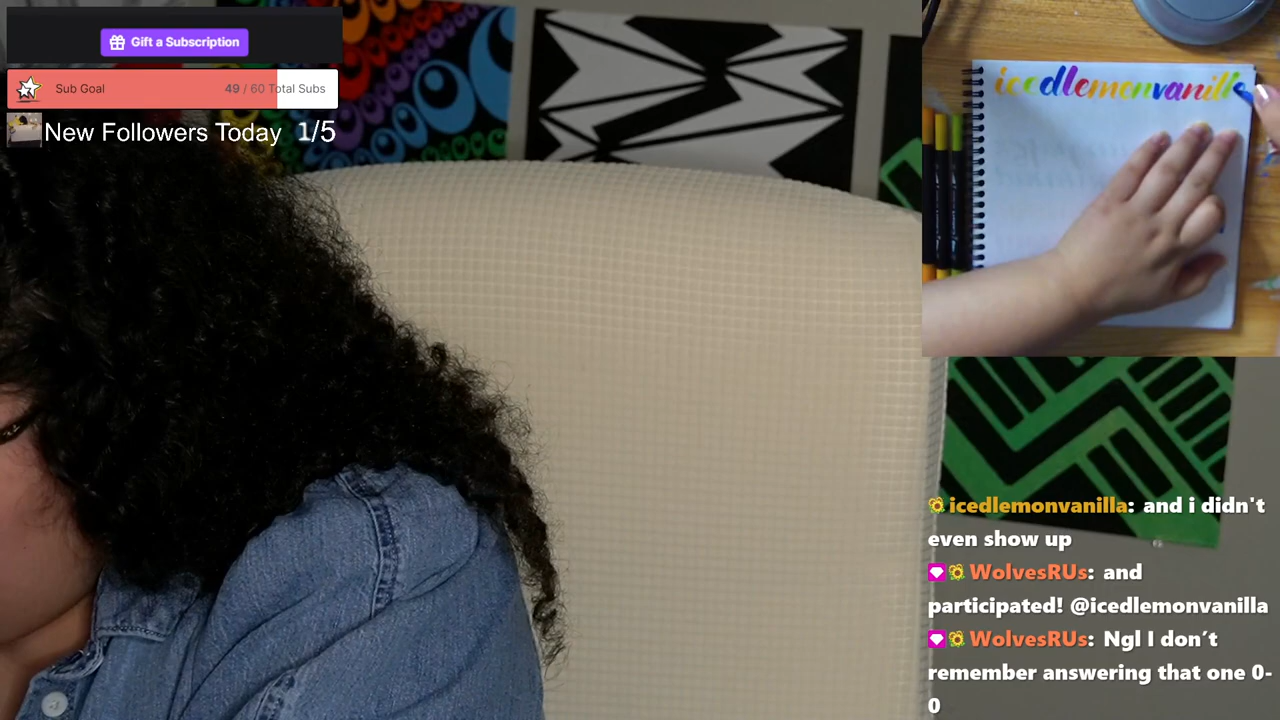 Gift a Subscription
Sub Goal
49 / 60 Total Subs
New Followers Today 1/5
icedlemonvanilla
icedlemonvanilla: and i didn't
even show up
WolvesRUs: and
participated! @icedlemonvanilla
WolvesRUs: Ngl I don't
remember answering that one 0-
0